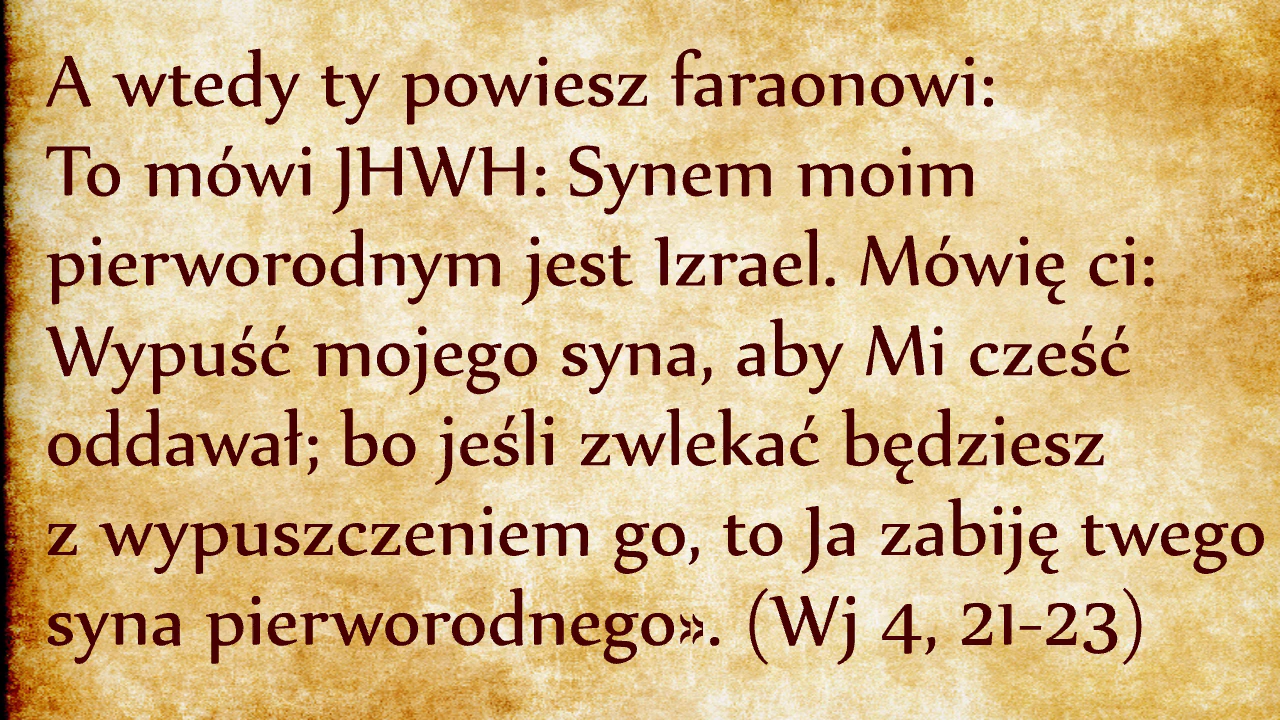 A wtedy ty powiesz faraonowi:
To mówi JHWH: Synem moim
pierworodnym jest Izrael. Mówię ci:
Wypuść mojego syna, aby Mi cześć
oddawał; bo jeśli zwlekać będziesz
z wypuszczeniem go, to Ja zabiję twego
syna pierworodnego». (Wj 4, 21-23)